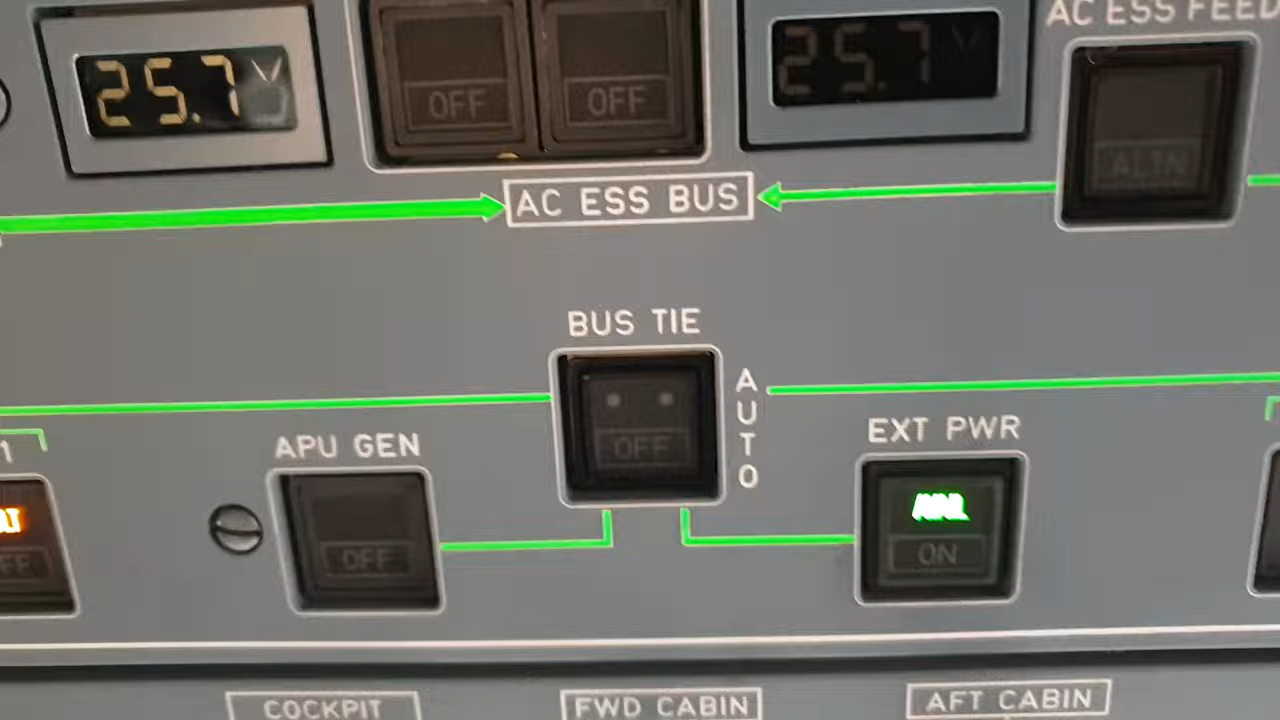 AC ESS FEED
25.7 V
OFF
OFF
25.7 V
ALTN
AC ESS BUS
BUS TIE
OFF
AUTO
1
APU GEN
OFF
EXT PWR
ON
COCKPIT
FWD CABIN
AFT CABIN